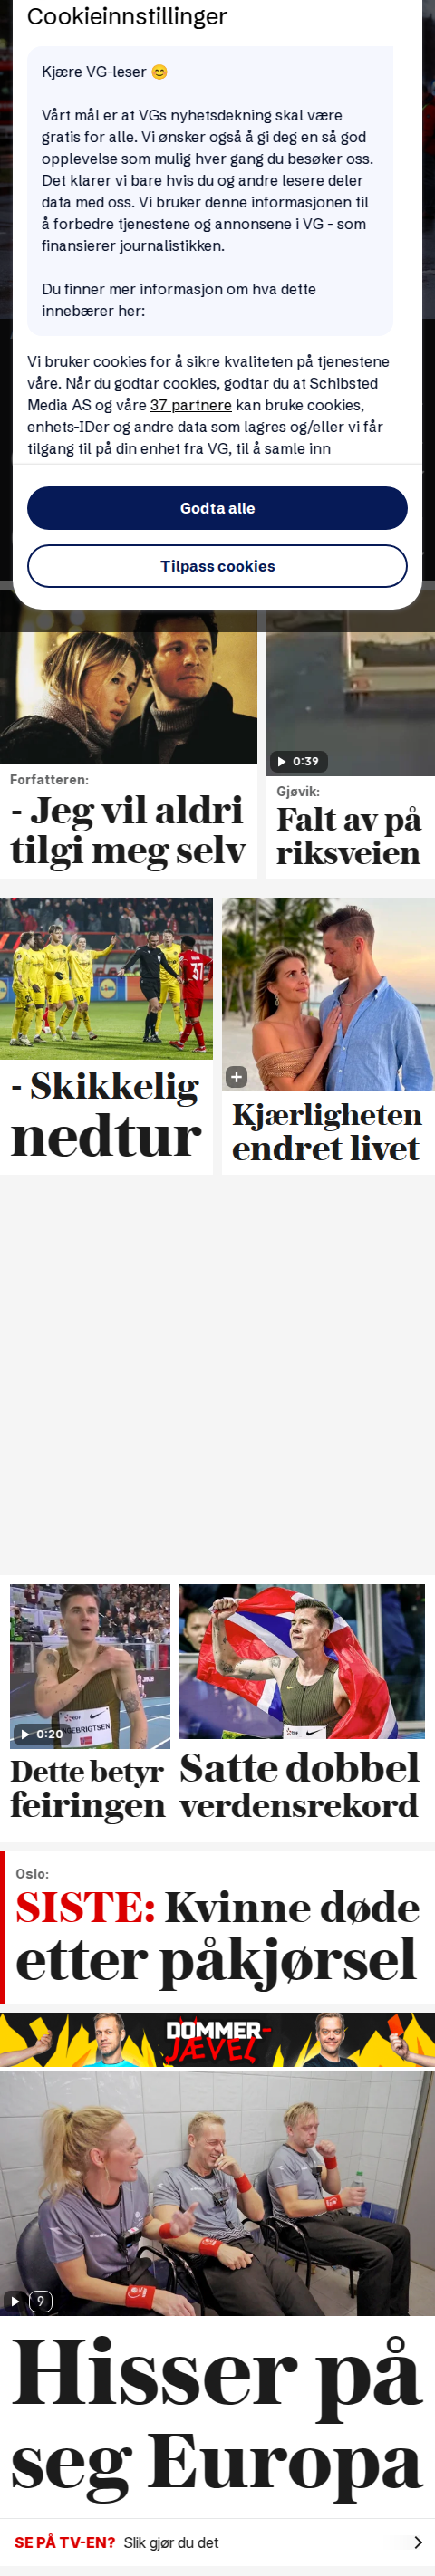 Cookieinnstillinger
Kjære VG-leser 😊
Vårt mål er at VGs nyhetsdekning skal være
gratis for alle. Vi ønsker også å gi deg en så god
opplevelse som mulig hver gang du besøker oss.
Det klarer vi bare hvis du og andre lesere deler
data med oss. Vi bruker denne informasjonen til
å forbedre tjenestene og annonsene i VG - som
finansierer journalistikken.
Du finner mer informasjon om hva dette
innebærer her:
Vi bruker cookies for å sikre kvaliteten på tjenestene
våre. Når du godtar cookies, godtar du at Schibsted
Media AS og våre 37 partnere kan bruke cookies,
enhets-IDer og andre data som lagres og/eller vi får
tilgang til på din enhet fra VG, til å samle inn
Godta alle
Tilpass cookies
0:39
Forfatteren:
- Jeg vil aldri
tilgi meg selv
Gjøvik:
Falt av på
riksveien
37
- Skikkelig
nedtur
Kjærligheten
endret livet
INGEBRIGTSEN
0:20
Dette betyr
feiringen
Satte dobbel
verdensrekord
Oslo:
SISTE: Kvinne døde
etter påkjørsel
DOMMER-
JÆVEL
9
Hisser på
seg Europa
SE PÅ TV-EN? Slik gjør du det